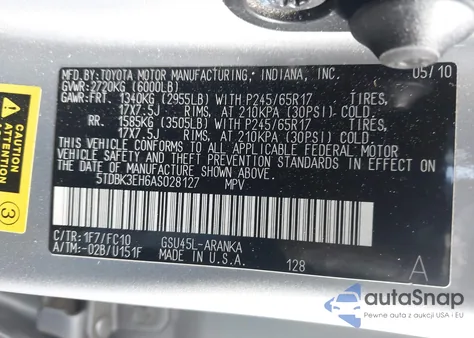 MFD.BY:TOYOTA MOTOR MANUFACTURING, INDIANA, INC. 05/10
GVWR:2720KG (6000LB)
GAWR:FRT. 1340KG (2955LB) WITH P245/65R17 TIRES,
17X7.5J RIMS, AT 210KPA (30PSI) COLD.
RR. 1585KG (3500LB) WITH P245/65R17 TIRES,
17X7.5J RIMS, AT 210KPA (30PSI) COLD.
THIS VEHICLE CONFORMS TO ALL APPLICABLE FEDERAL MOTOR
VEHICLE SAFETY, BUMPER, AND THEFT PREVENTION STANDARDS IN EFFECT ON
THE DATE OF MANUFACTURE SHOWN ABOVE.
5TDBK3EH6AS028127 MPV
C/TR:1F7/FC10 GSU45L-ARANKA
A/TM:-02B/U151F MADE IN U.S.A. 128
A
CAUTION
3
autaSnap
Pewne auta z aukcji USA i EU